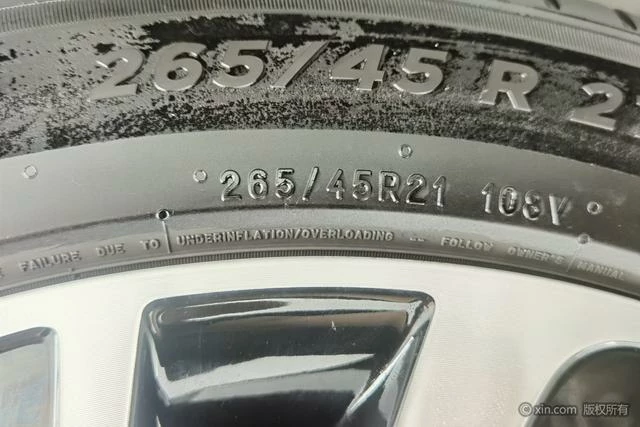 265/45 R 2
265/45R21 108V
FAILURE DUE TO UNDERINFLATION/OVERLOADING -- FOLLOW OWNER'S MANUAL
©xin.com 版权所有